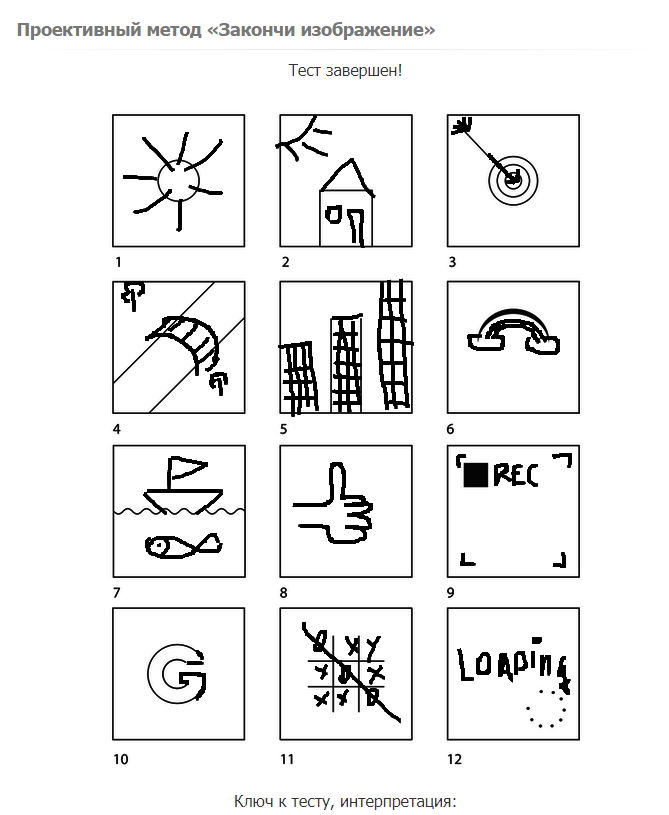 Проективный метод «Закончи изображение»
Тест завершен!
1
2
3
4
5
6
7
8
REC
9
G
10
O X Y
X O X
X X O
11
LOADING
12
Ключ к тесту, интерпретация: